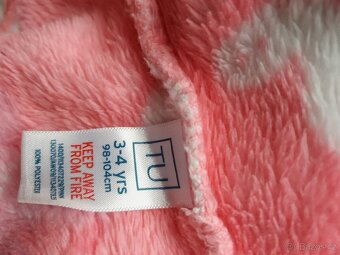 TU
3-4 yrs
98-104cm
KEEP AWAY
FROM FIRE
100% POLYESTER